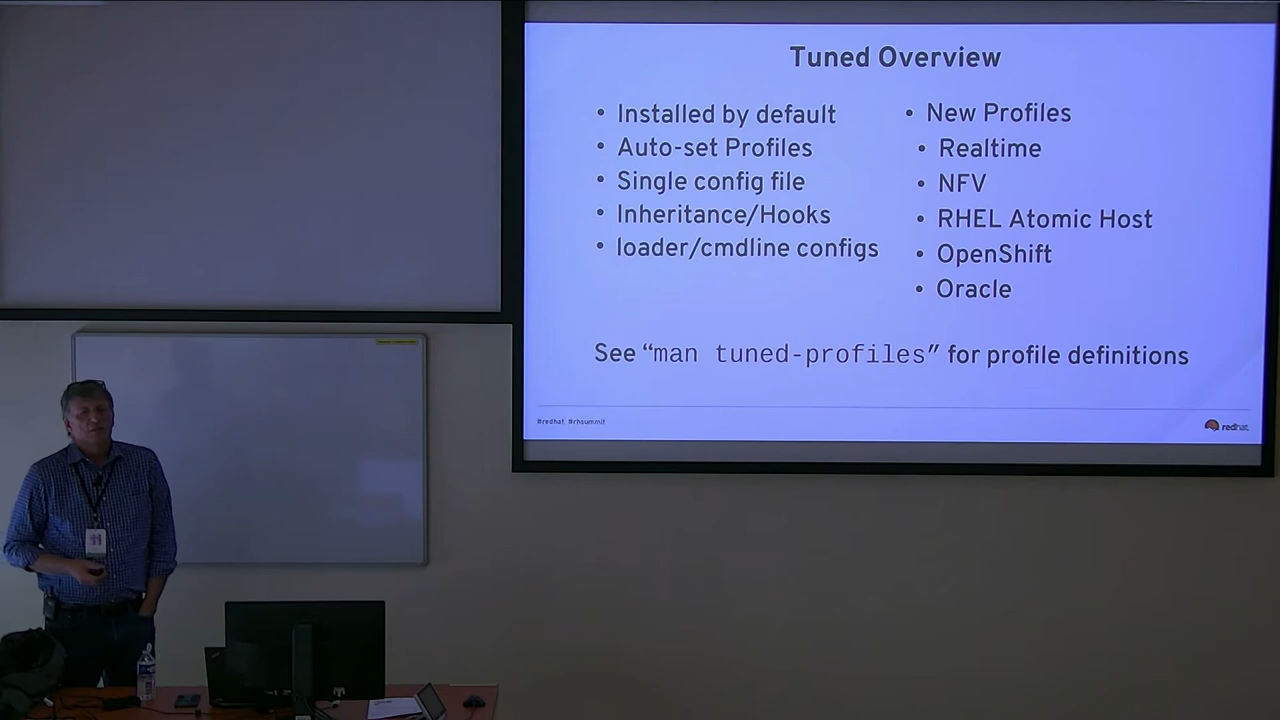 Tuned Overview
• Installed by default
• Auto-set Profiles
• Single config file
• Inheritance/Hooks
• loader/cmdline configs
• New Profiles
• Realtime
• NFV
• RHEL Atomic Host
• OpenShift
• Oracle
See “man tuned-profiles” for profile definitions
#redhat #rhsummit
redhat.